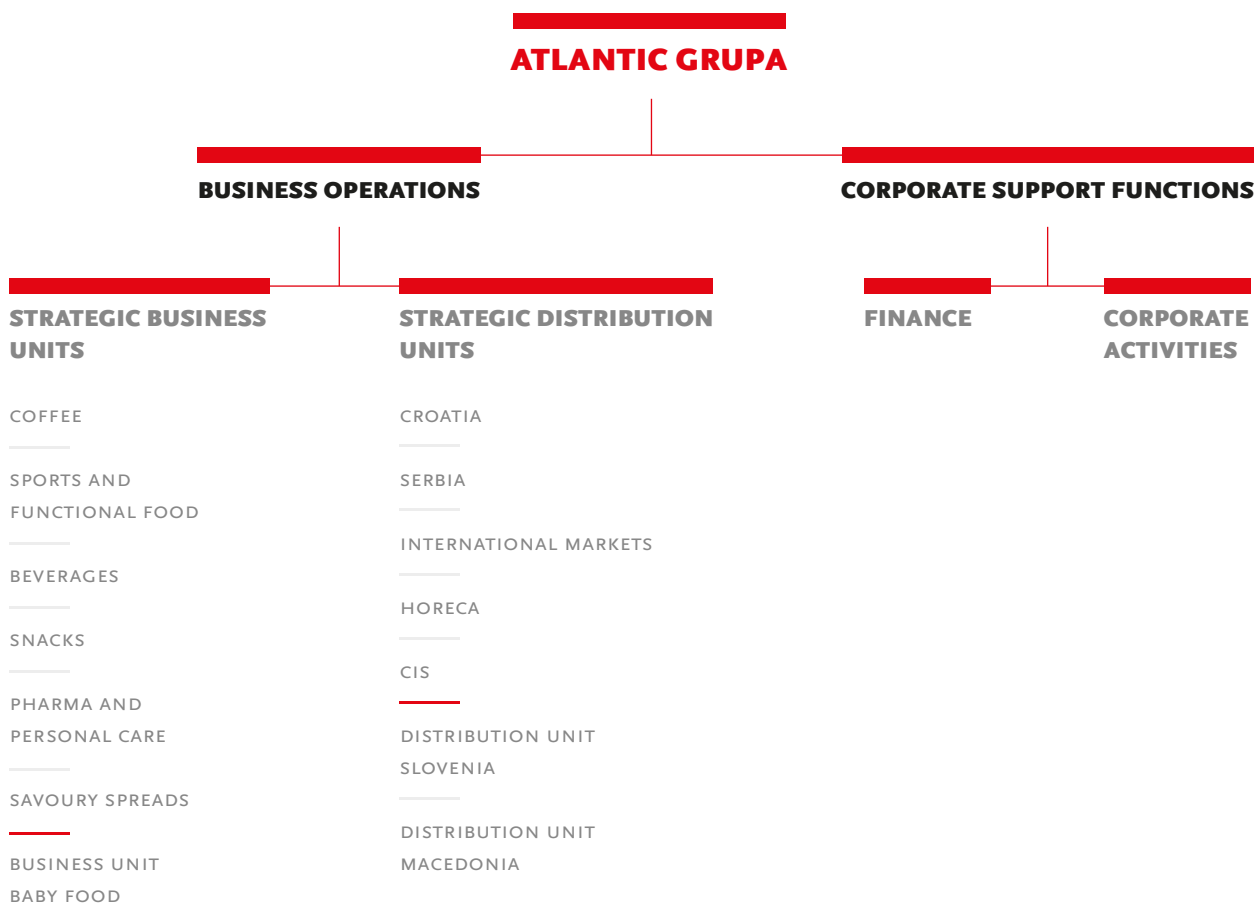 ATLANTIC GRUPA
BUSINESS OPERATIONS
CORPORATE SUPPORT FUNCTIONS
STRATEGIC BUSINESS
UNITS
COFFEE
SPORTS AND
FUNCTIONAL FOOD
BEVERAGES
SNACKS
PHARMA AND
PERSONAL CARE
SAVOURY SPREADS
BUSINESS UNIT
BABY FOOD
STRATEGIC DISTRIBUTION
UNITS
CROATIA
SERBIA
INTERNATIONAL MARKETS
HORECA
CIS
DISTRIBUTION UNIT
SLOVENIA
DISTRIBUTION UNIT
MACEDONIA
FINANCE
CORPORATE
ACTIVITIES